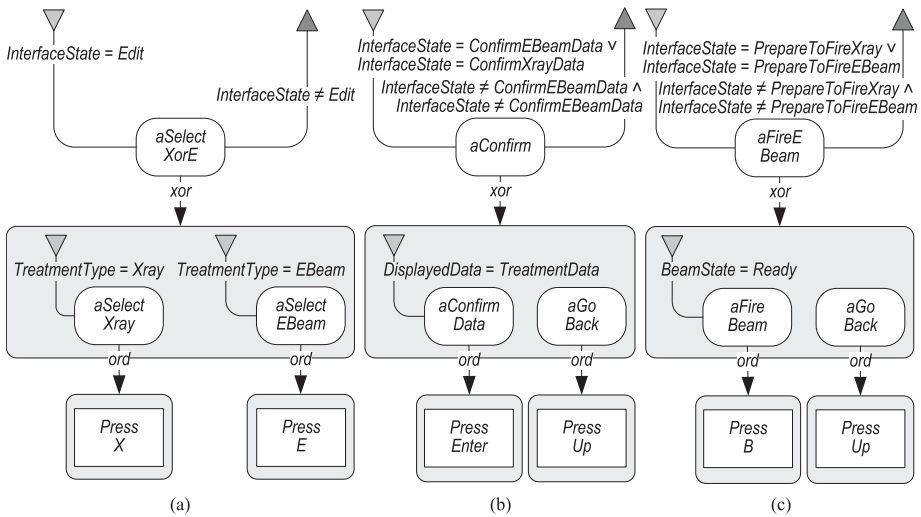 InterfaceState = Edit
InterfaceState ≠ Edit
aSelect
XorE
xor
TreatmentType = Xray
TreatmentType = EBeam
aSelect
Xray
aSelect
EBeam
ord
ord
Press
X
Press
E
(a)
InterfaceState = ConfirmEBeamData ∨
InterfaceState = ConfirmXrayData
InterfaceState ≠ ConfirmEBeamData ∧
InterfaceState ≠ ConfirmEBeamData
aConfirm
xor
DisplayedData = TreatmentData
aConfirm
Data
aGo
Back
ord
ord
Press
Enter
Press
Up
(b)
InterfaceState = PrepareToFireXray ∨
InterfaceState = PrepareToFireEBeam
InterfaceState ≠ PrepareToFireXray ∧
InterfaceState ≠ PrepareToFireEBeam
aFireE
Beam
xor
BeamState = Ready
aFire
Beam
aGo
Back
ord
ord
Press
B
Press
Up
(c)